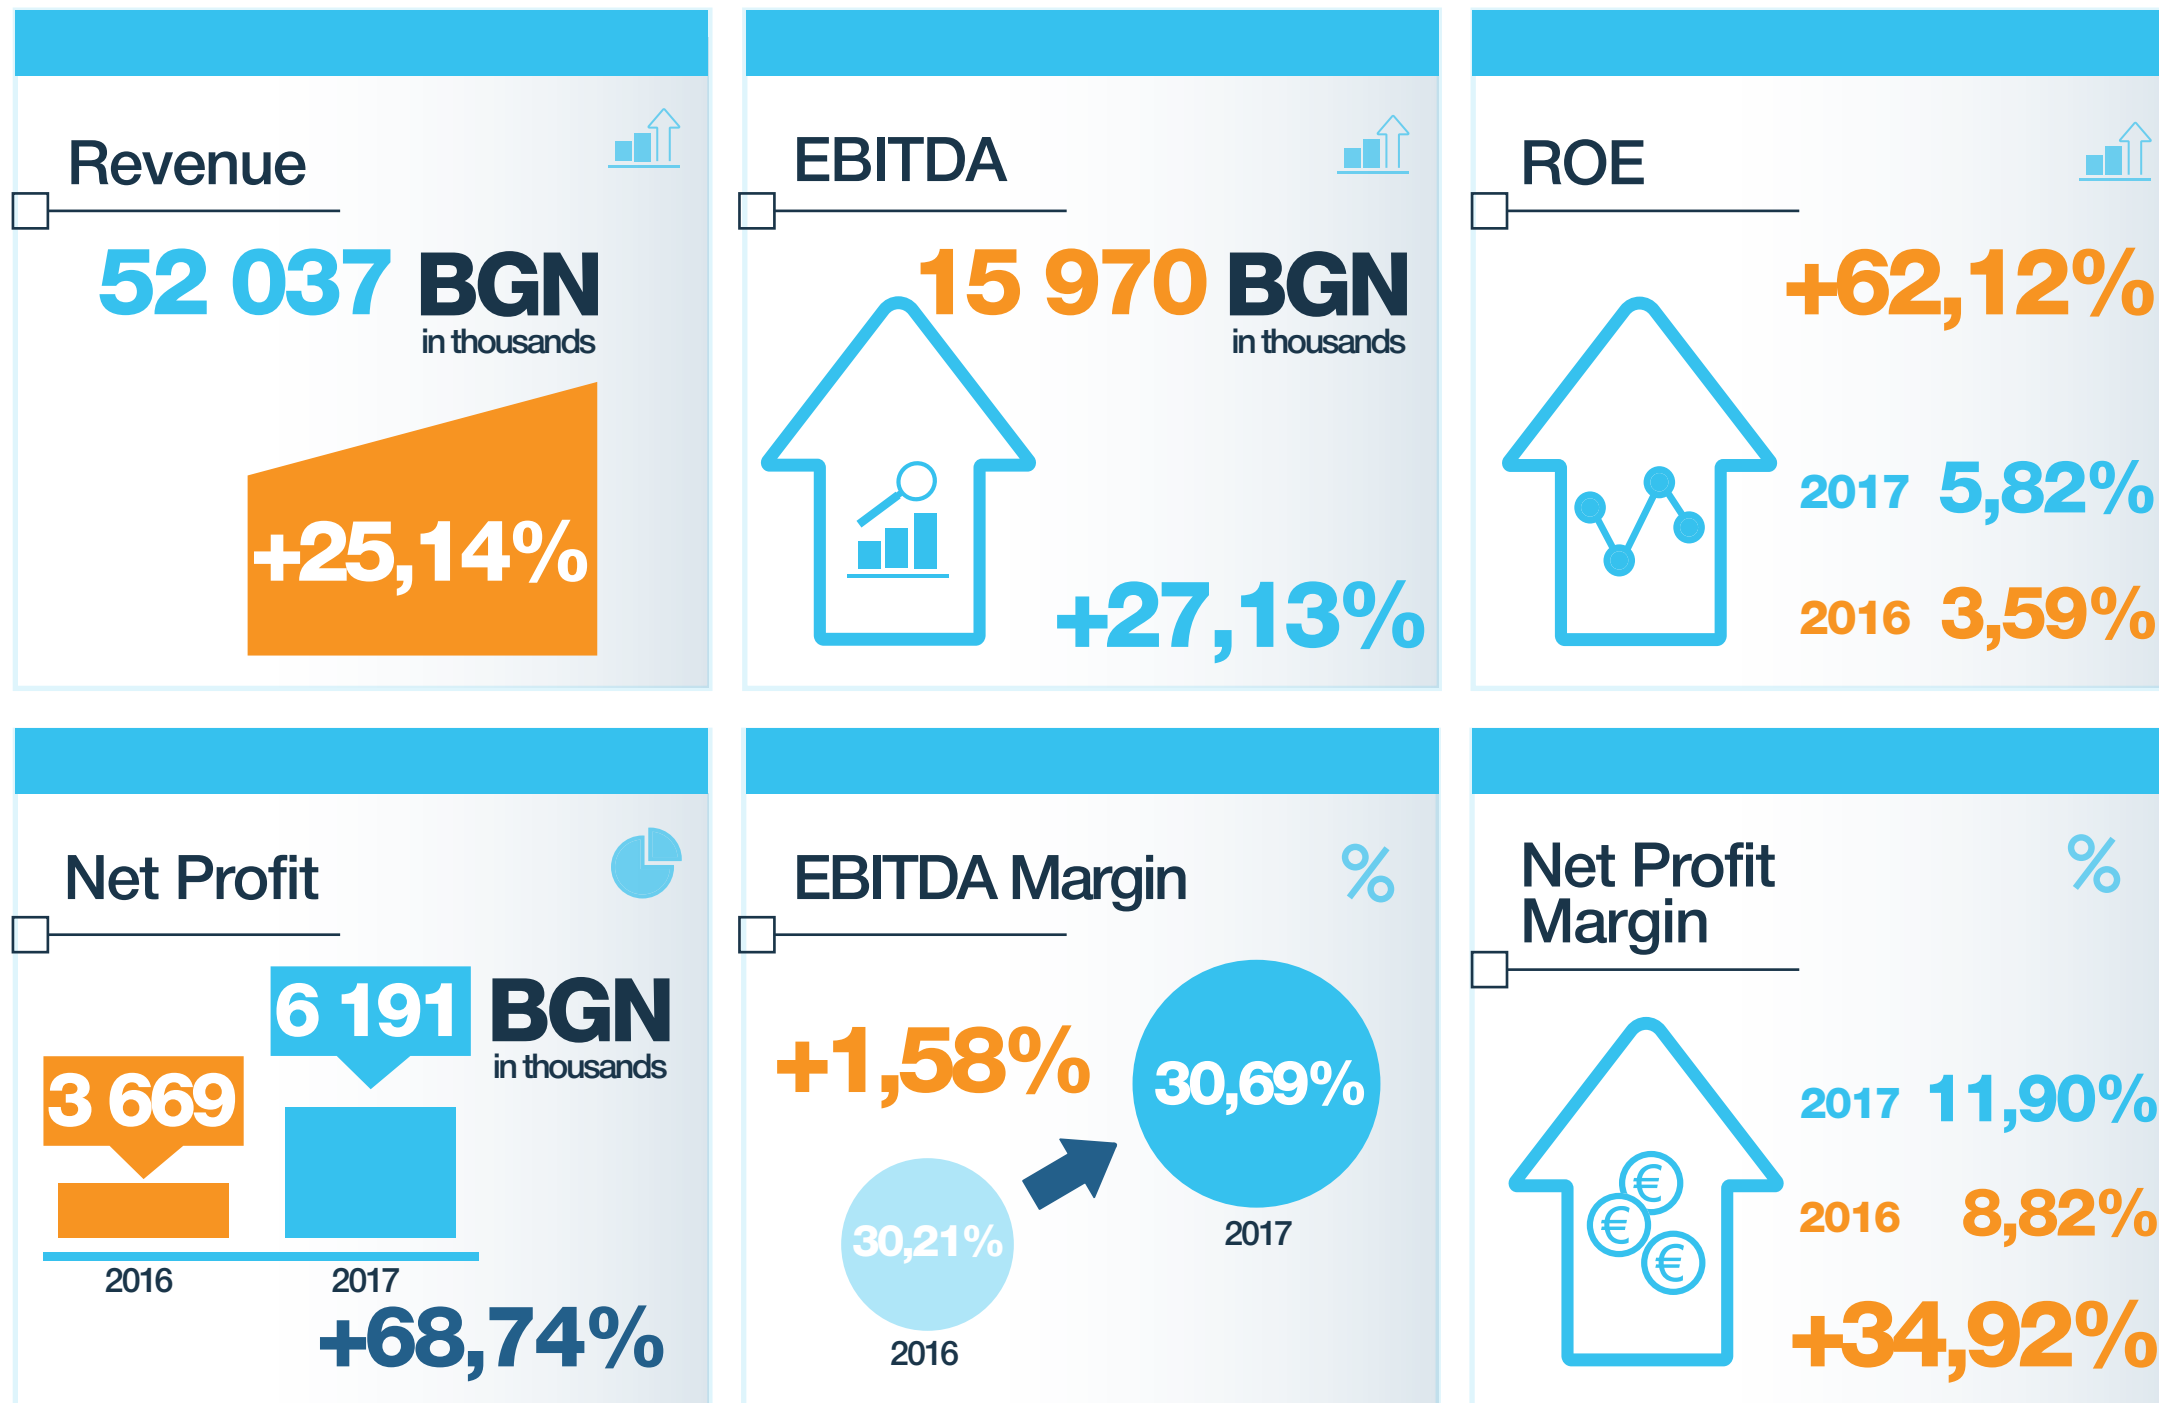 Revenue
52 037 BGN
in thousands
+25,14%
EBITDA
15 970 BGN
in thousands
+27,13%
ROE
+62,12%
2017 5,82%
2016 3,59%
Net Profit
6 191 BGN
in thousands
3 669
2016 2017
+68,74%
EBITDA Margin
%
+1,58%
30,69%
30,21%
2017
2016
Net Profit
Margin
%
2017 11,90%
2016 8,82%
€
€
€
+34,92%